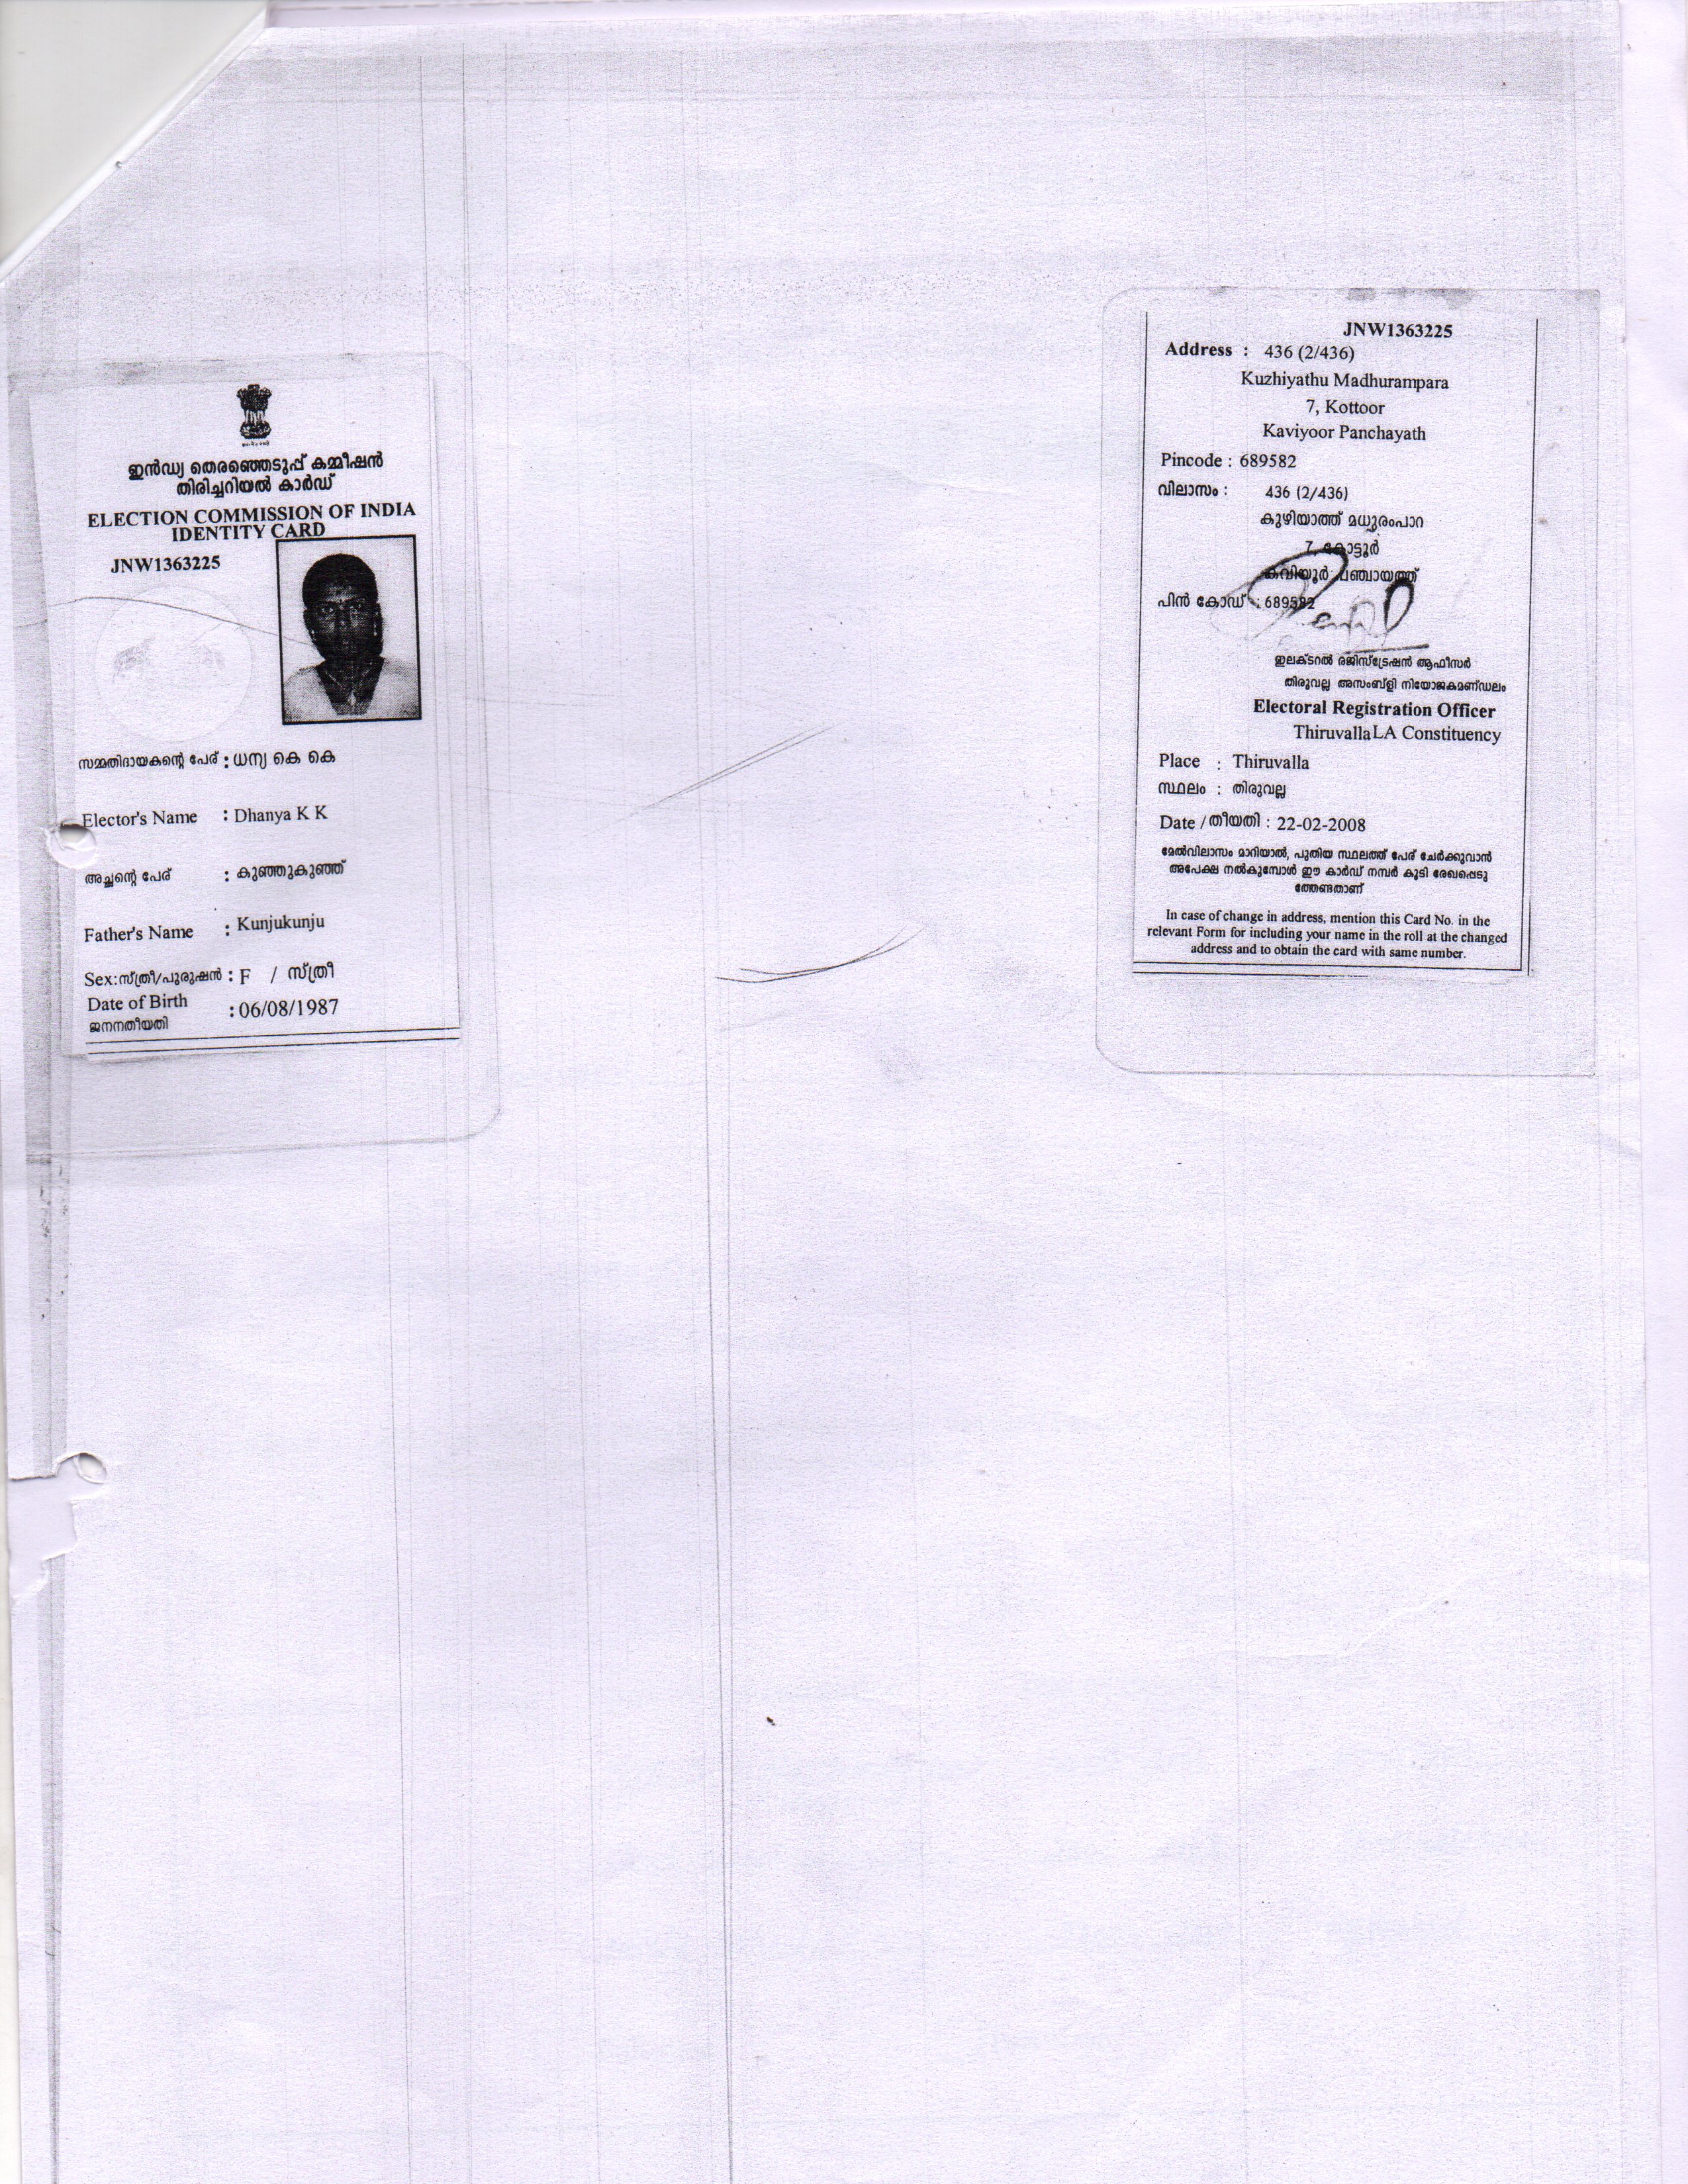 ഇൻഡ്യ തെരഞ്ഞെടുപ്പ് കമ്മീഷൻ
തിരിച്ചറിയൽ കാർഡ്
ELECTION COMMISSION OF INDIA
IDENTITY CARD
JNW1363225
സമ്മതിദായകന്റെ പേര് : ധന്യ കെ കെ
Elector's Name : Dhanya K K
അച്ഛന്റെ പേര് : കുഞ്ഞുകുഞ്ഞ്
Father's Name : Kunjukunju
Sex:സ്ത്രീ/പുരുഷൻ : F / സ്ത്രീ
Date of Birth : 06/08/1987
ജനനതീയതി
JNW1363225
Address : 436 (2/436)
Kuzhiyathu Madhurampara
7, Kottoor
Kaviyoor Panchayath
Pincode : 689582
വിലാസം : 436 (2/436)
കുഴിയാത്ത് മധുരംപാറ
7, കോട്ടൂർ
കവിയൂർ പഞ്ചായത്ത്
പിൻ കോഡ് : 689582
ഇലക്ടറൽ രജിസ്ട്രേഷൻ ആഫീസർ
തിരുവല്ല അസംബ്ളി നിയോജകമണ്ഡലം
Electoral Registration Officer
Thiruvalla LA Constituency
Place : Thiruvalla
സ്ഥലം : തിരുവല്ല
Date / തീയതി : 22-02-2008
മേൽവിലാസം മാറിയാൽ, പുതിയ സ്ഥലത്ത് പേര് ചേർക്കുവാൻ
അപേക്ഷ നൽകുമ്പോൾ ഈ കാർഡ് നമ്പർ കൂടി രേഖപ്പെടു
ത്തേണ്ടതാണ്
In case of change in address, mention this Card No. in the
relevant Form for including your name in the roll at the changed
address and to obtain the card with same number.